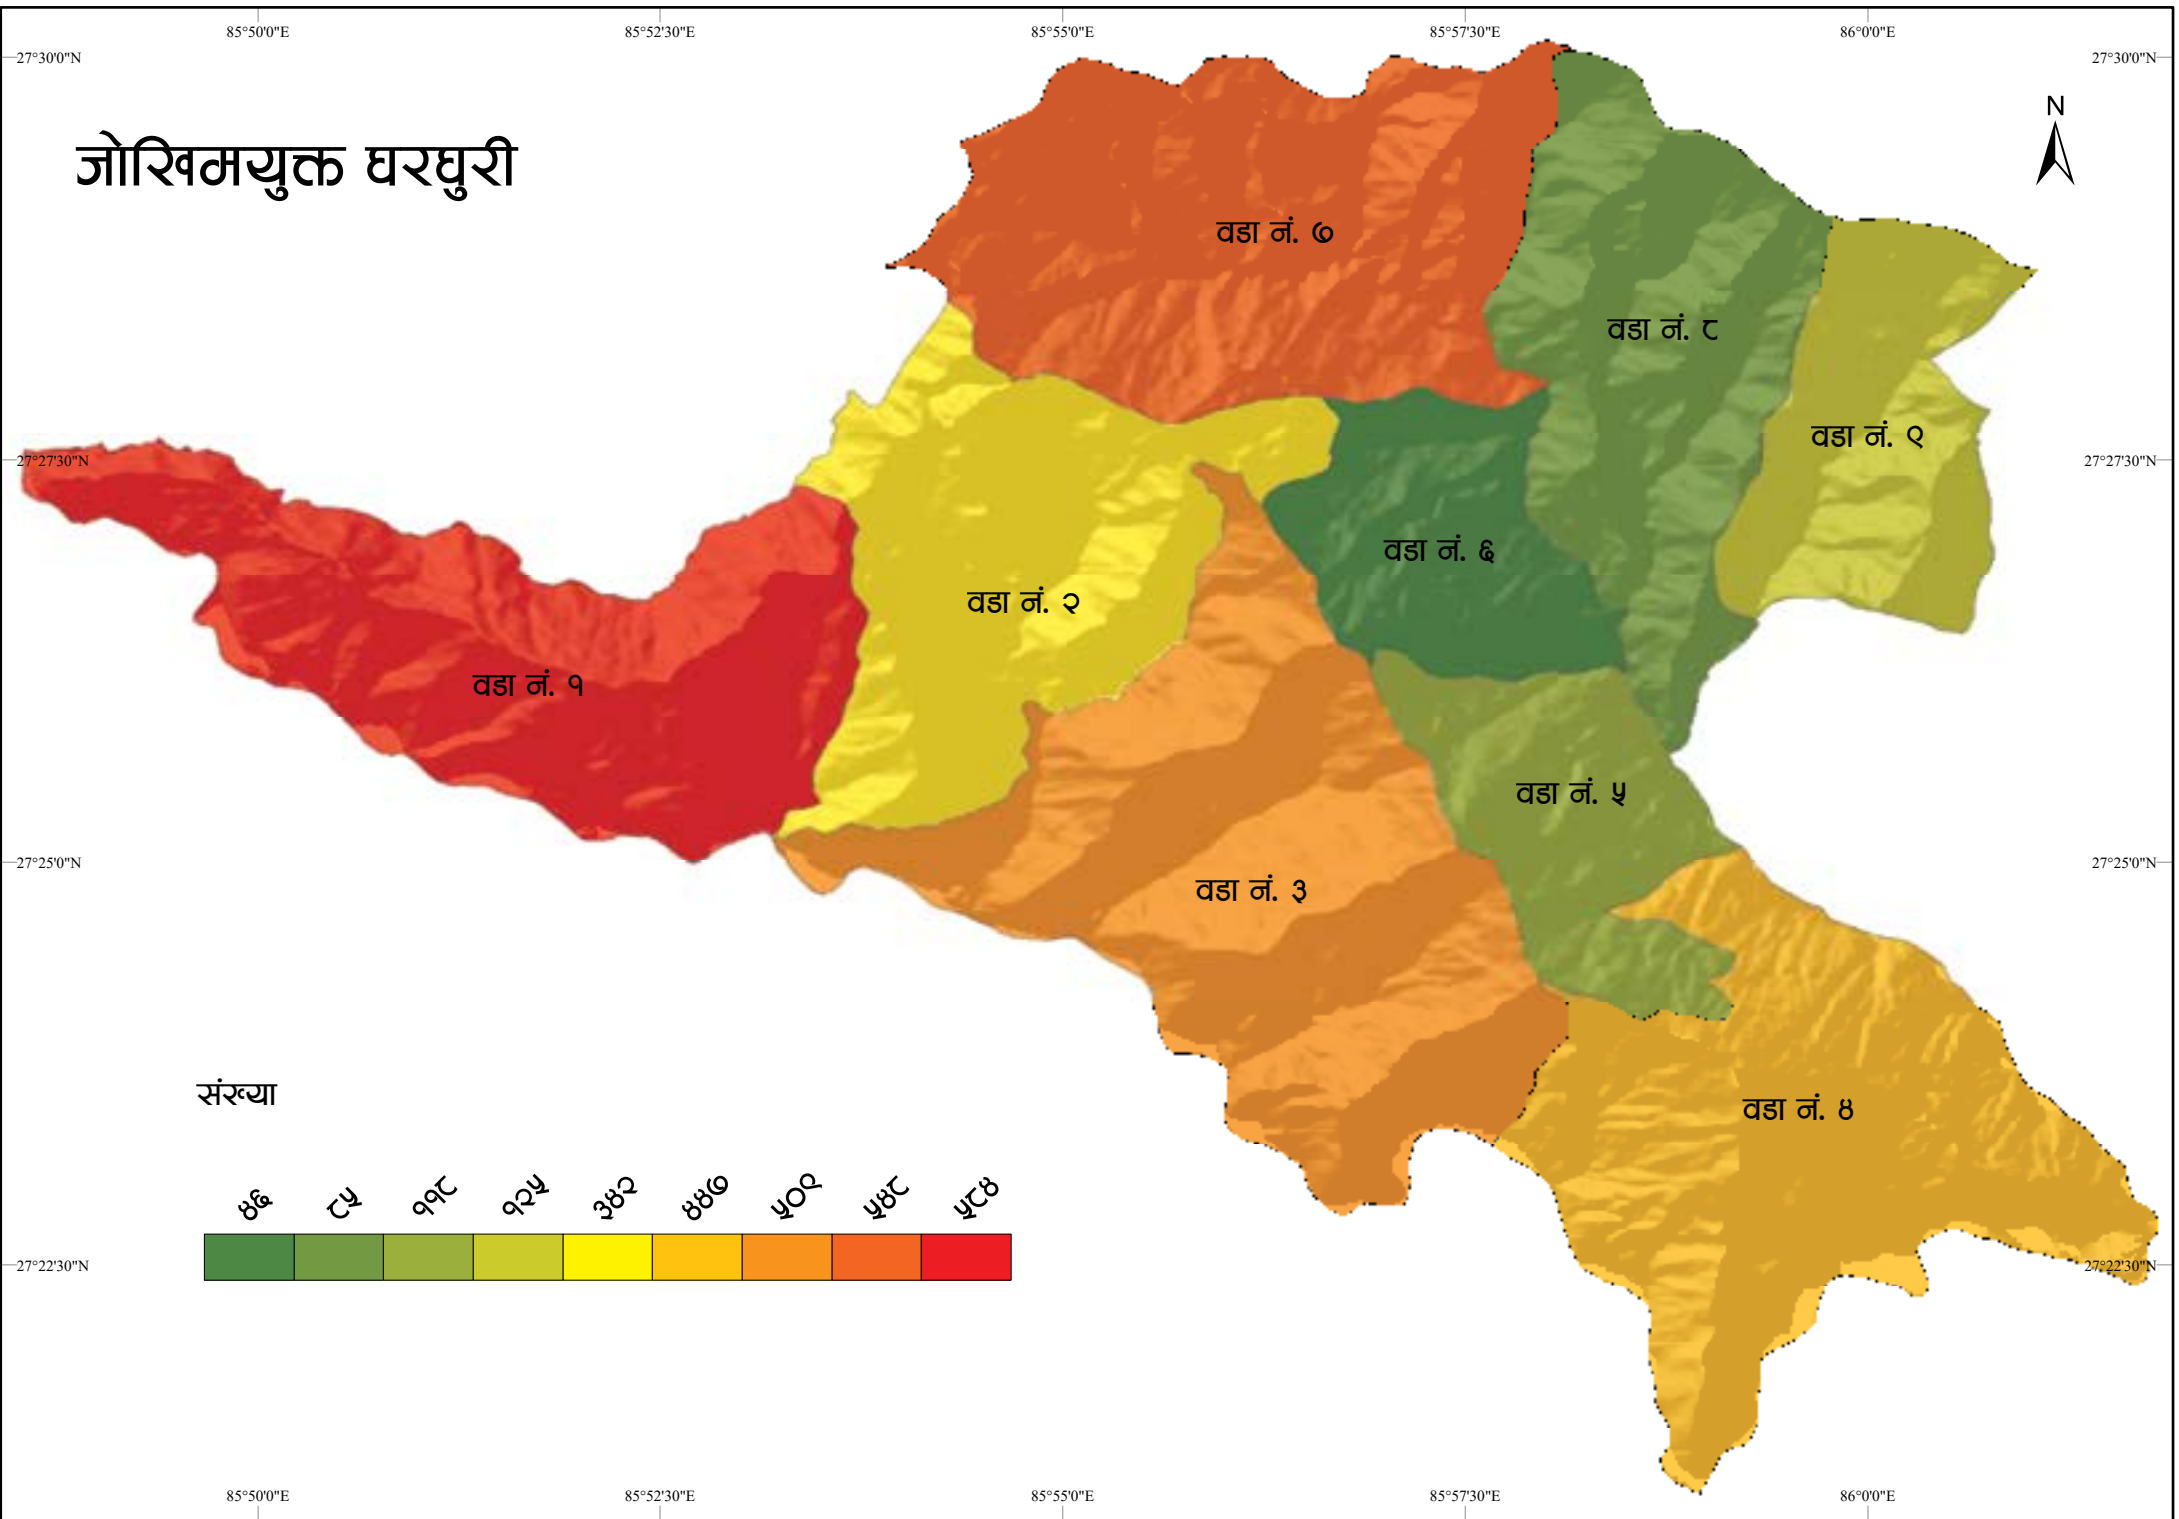 85°50'0"E 85°52'30"E 85°55'0"E 85°57'30"E 86°0'0"E
27°30'0"N 27°30'0"N
N
जोखिमयुक्त घरधुरी
वडा नं. ७
वडा नं. ८
वडा नं. ९
27°27'30"N 27°27'30"N
वडा नं. ६
वडा नं. २
वडा नं. १
वडा नं. ५
27°25'0"N 27°25'0"N
वडा नं. ३
संख्या
वडा नं. ४
४६ ८५ ११८ १२५ ३४२ ४४७ ५०९ ५४८ ५८४
27°22'30"N 27°22'30"N
85°50'0"E 85°52'30"E 85°55'0"E 85°57'30"E 86°0'0"E